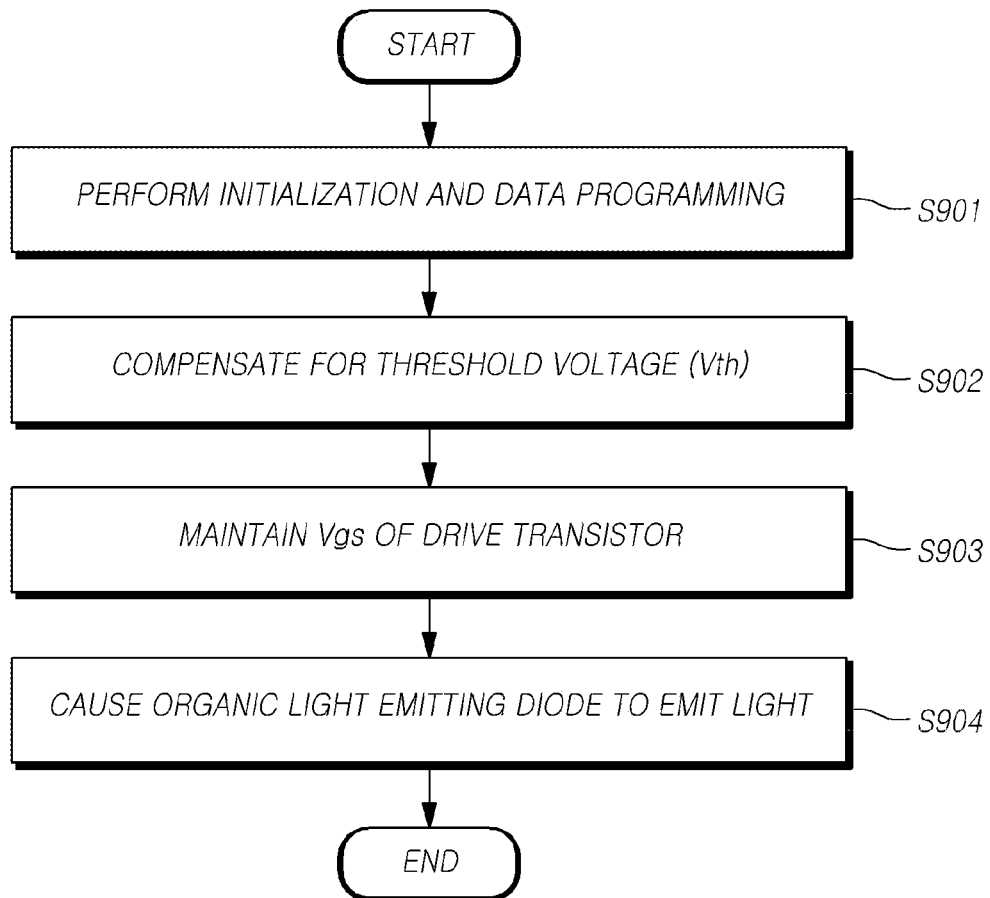 START
PERFORM INITIALIZATION AND DATA PROGRAMMING
S901
COMPENSATE FOR THRESHOLD VOLTAGE (Vth)
S902
MAINTAIN Vgs OF DRIVE TRANSISTOR
S903
CAUSE ORGANIC LIGHT EMITTING DIODE TO EMIT LIGHT
S904
END